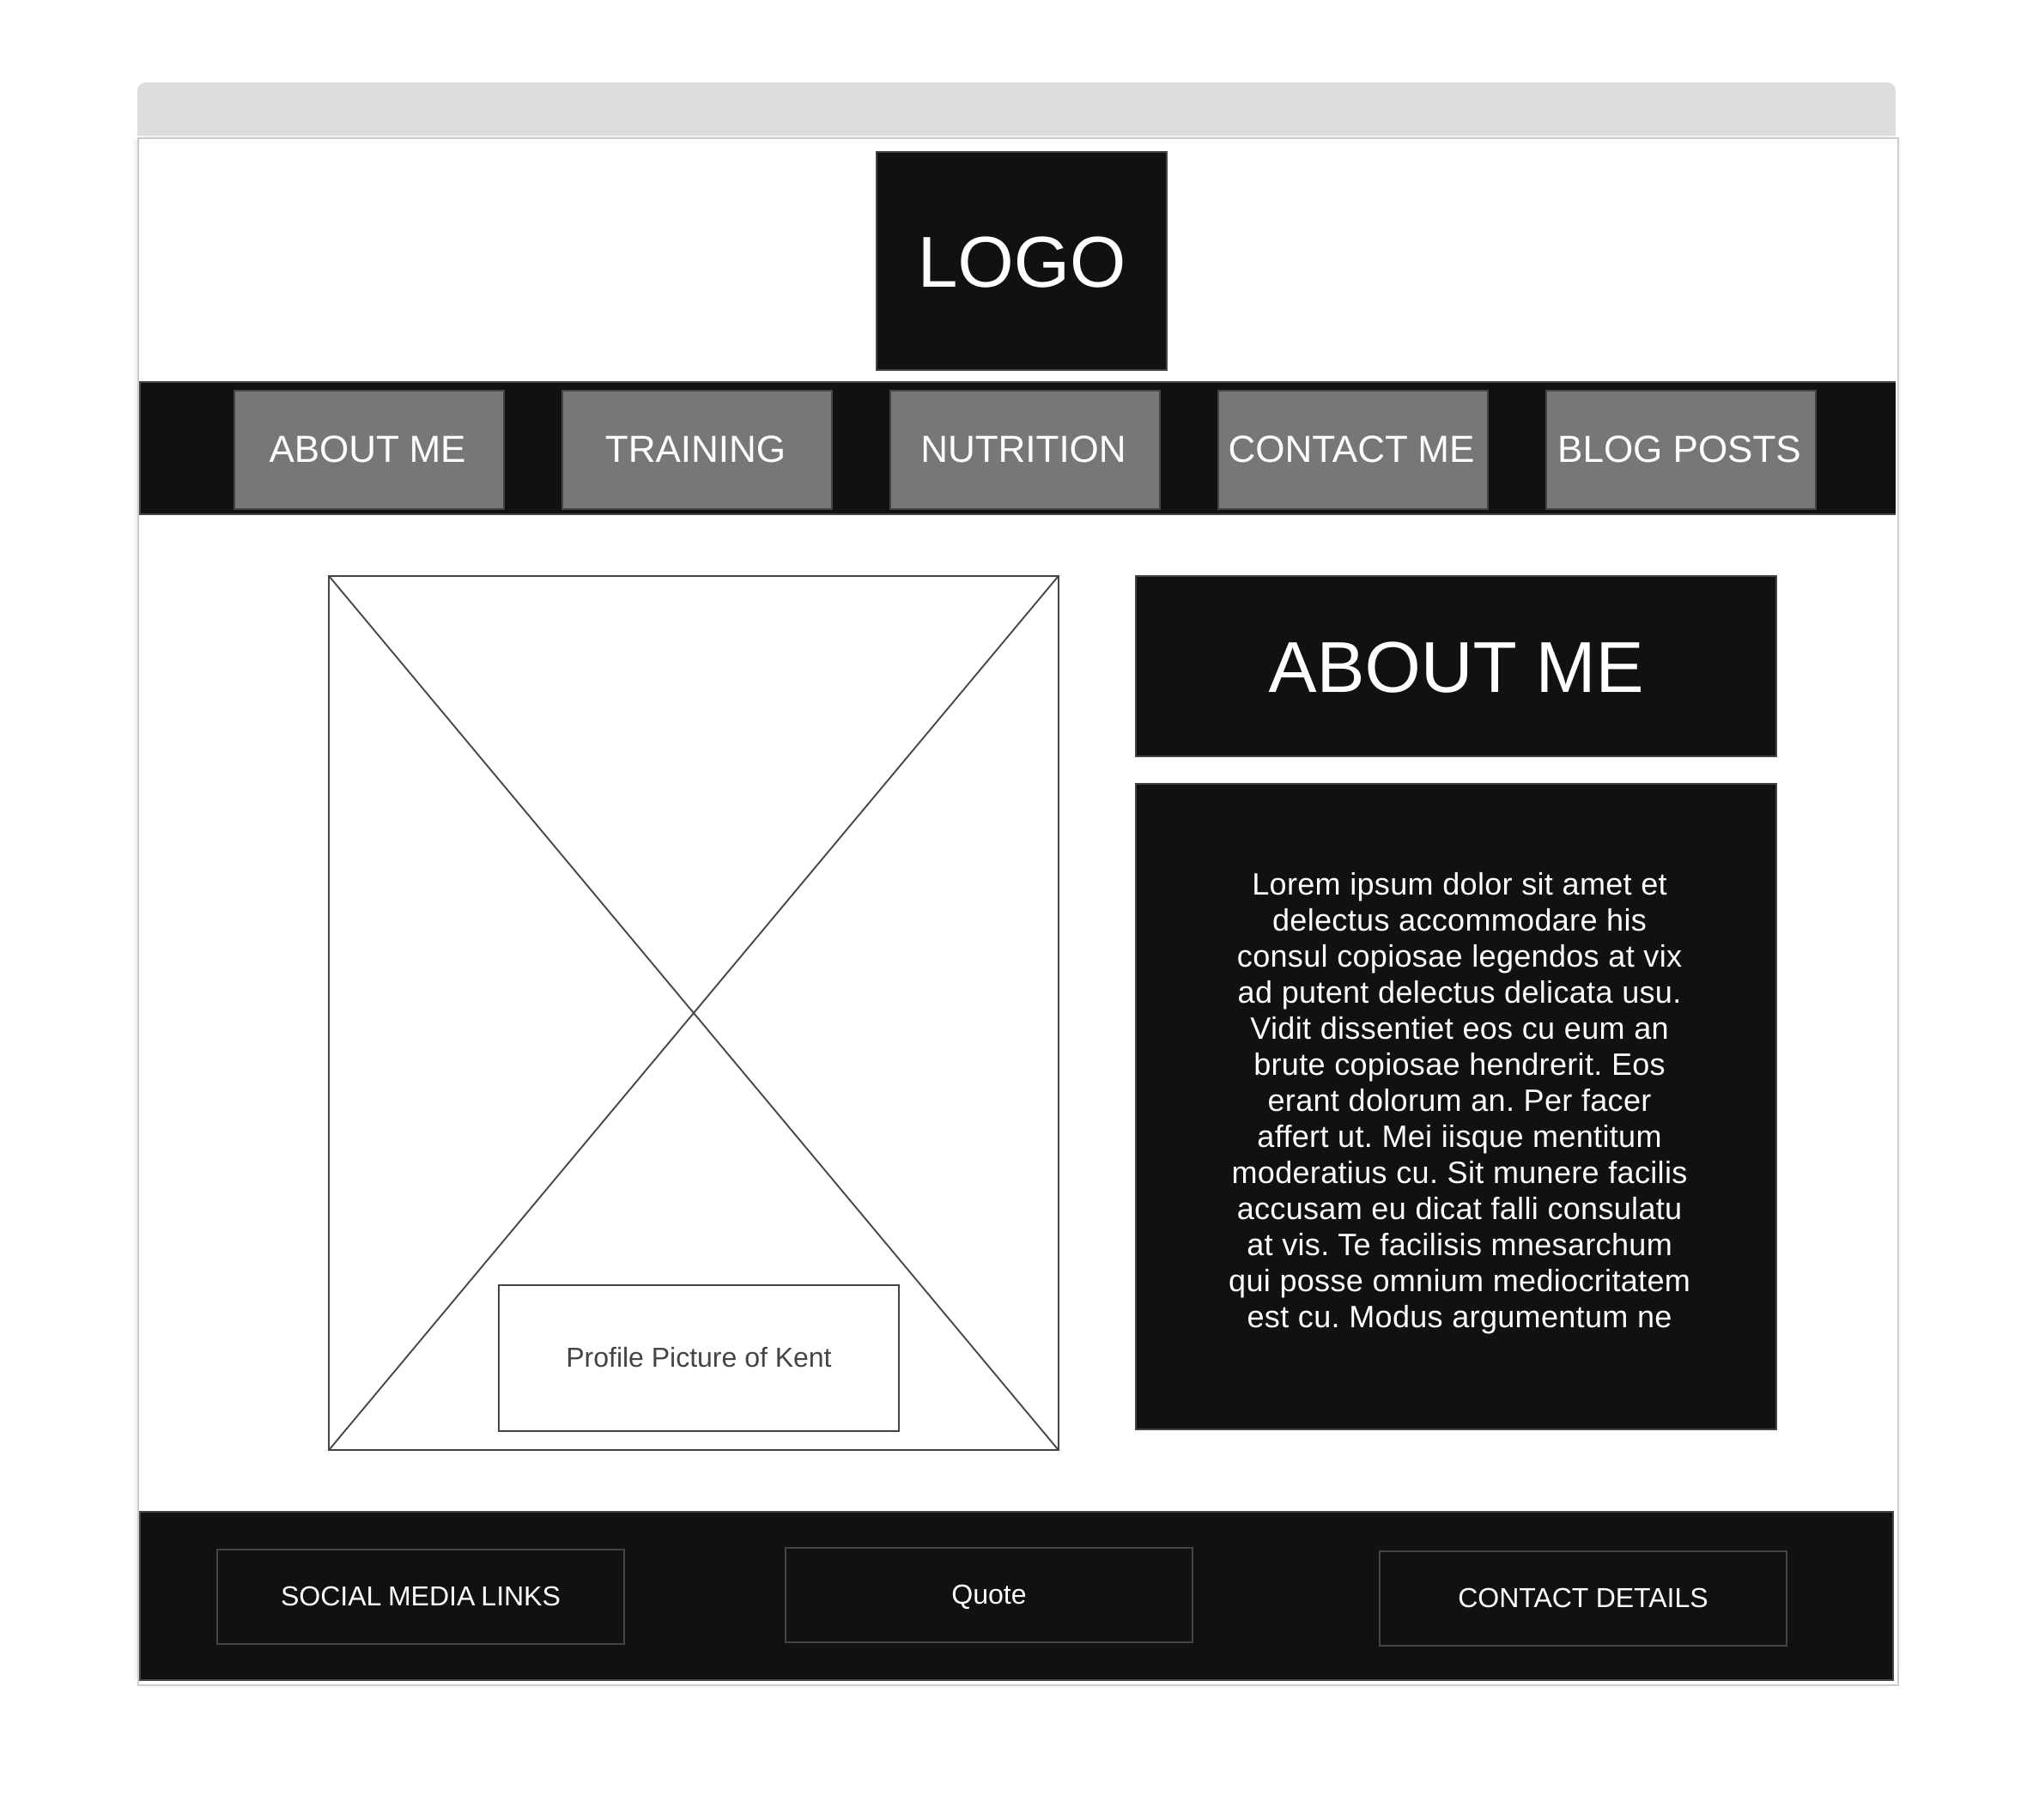 LOGO
ABOUT ME
TRAINING
NUTRITION
CONTACT ME
BLOG POSTS
ABOUT ME
Lorem ipsum dolor sit amet et
delectus accommodare his
consul copiosae legendos at vix
ad putent delectus delicata usu.
Vidit dissentiet eos cu eum an
brute copiosae hendrerit. Eos
erant dolorum an. Per facer
affert ut. Mei iisque mentitum
moderatius cu. Sit munere facilis
accusam eu dicat falli consulatu
at vis. Te facilisis mnesarchum
qui posse omnium mediocritatem
est cu. Modus argumentum ne
Profile Picture of Kent
SOCIAL MEDIA LINKS
Quote
CONTACT DETAILS